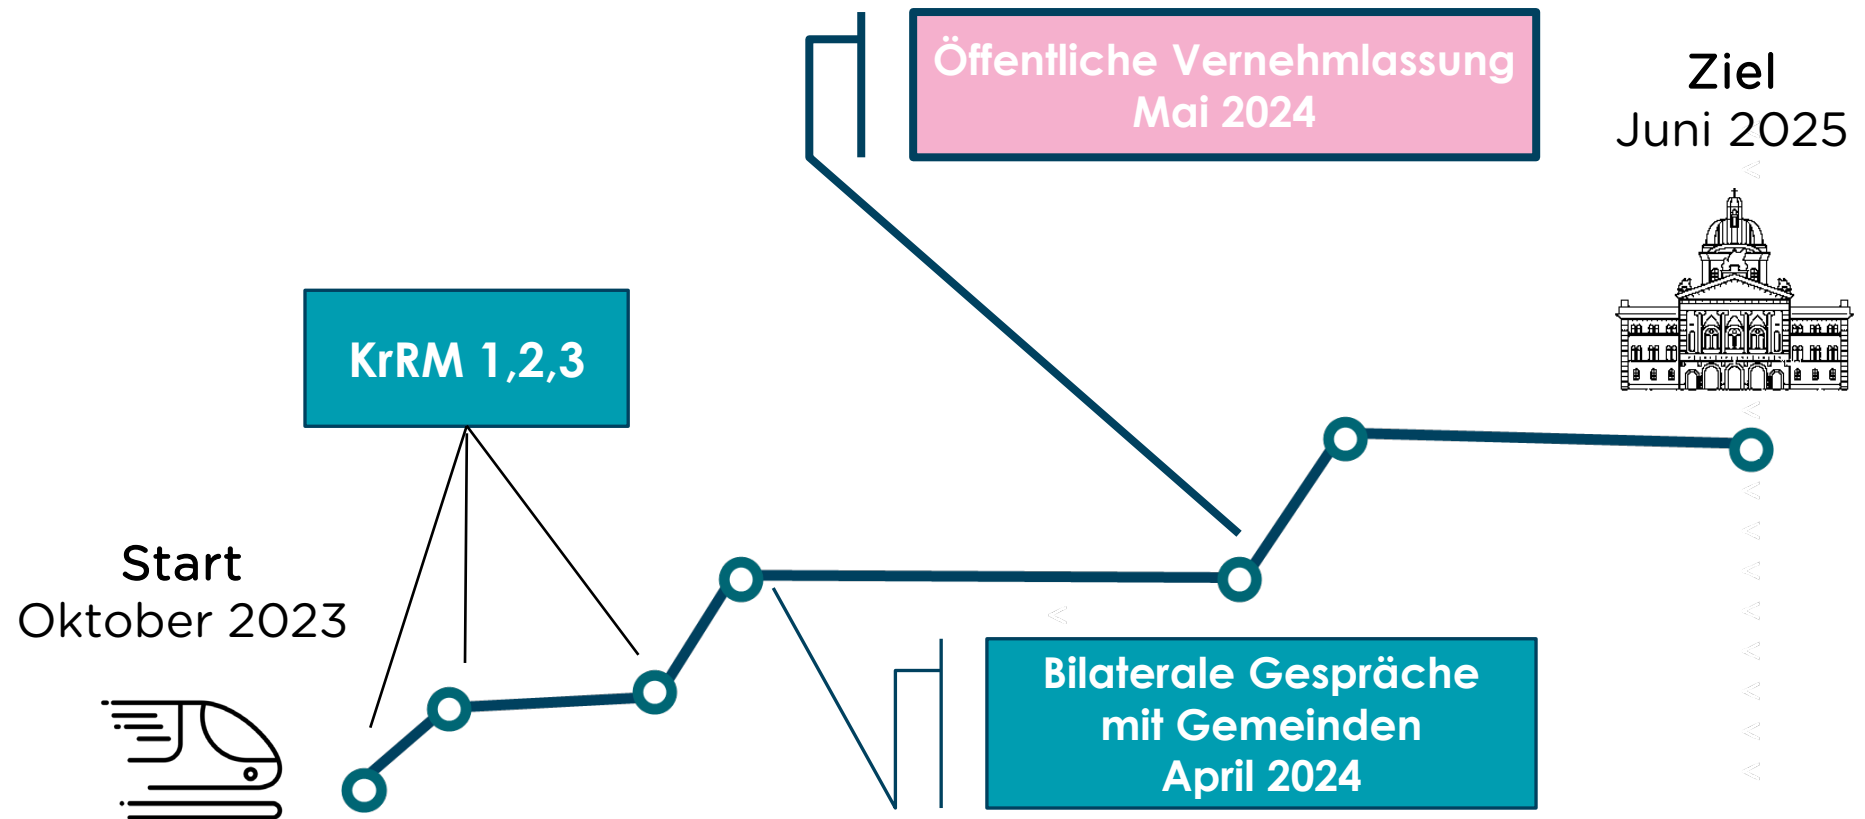 Öffentliche Vernehmlassung
Mai 2024
Ziel
Juni 2025
KrRM 1,2,3
Start
Oktober 2023
Bilaterale Gespräche
mit Gemeinden
April 2024